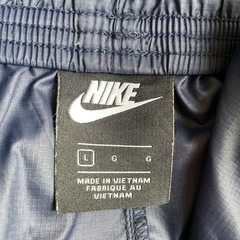 NIKE
L G G
MADE IN VIETNAM
FABRIQUE AU
VIETNAM